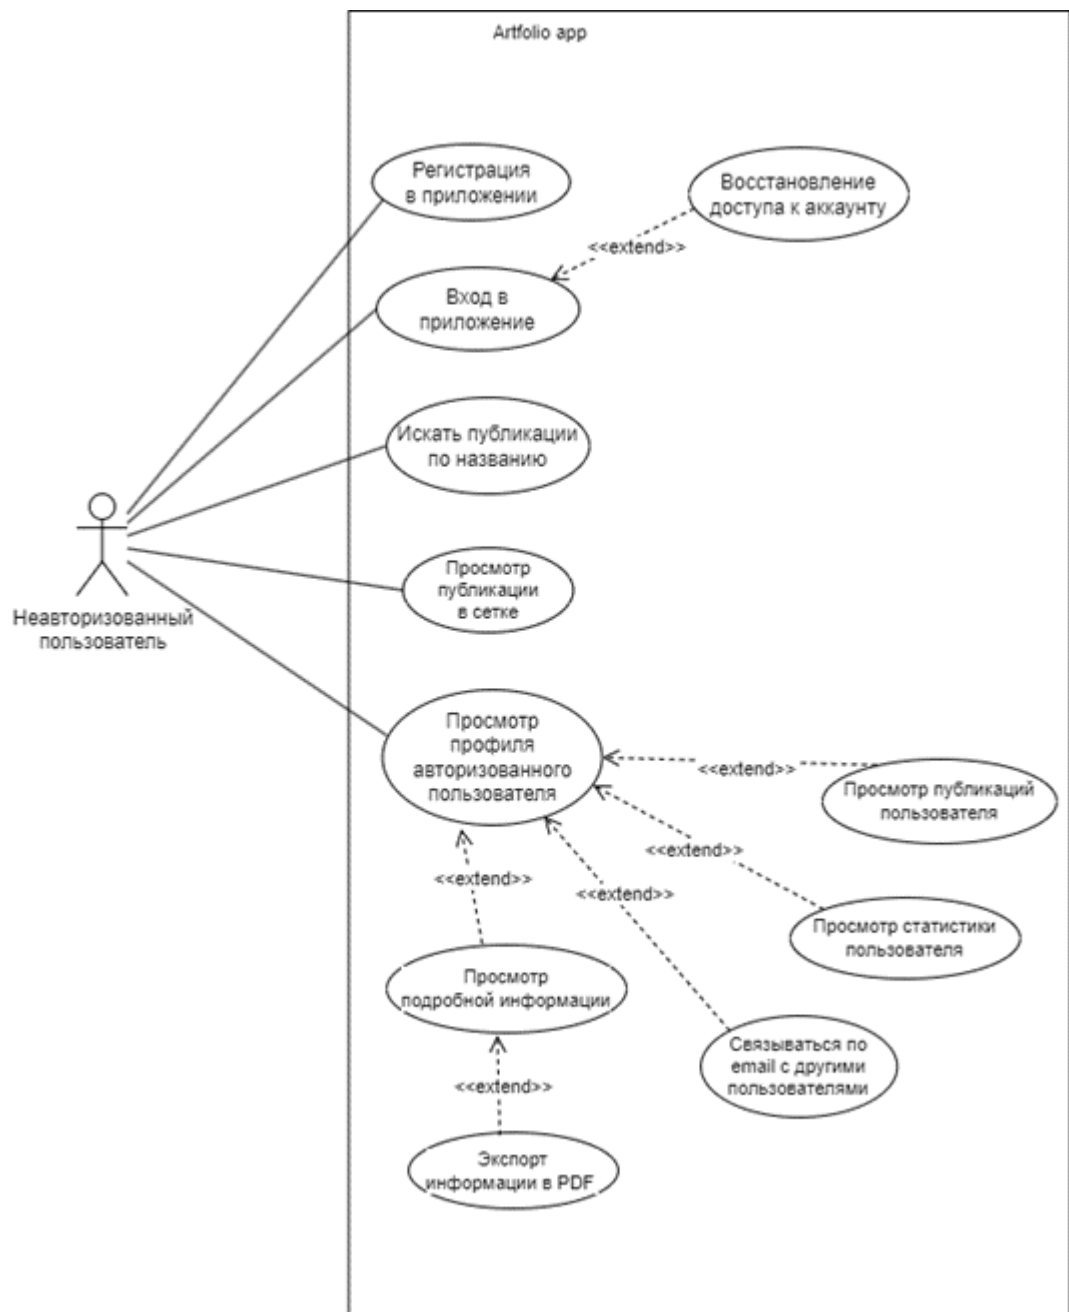 Artfolio app
Регистрация
в приложении
Восстановление
доступа к аккаунту
<<extend>>
Вход в
приложение
Искать публикации
по названию
Неавторизованный
пользователь
Просмотр
публикации
в сетке
Просмотр
профиля
авторизованного
пользователя
<<extend>>
Просмотр публикаций
пользователя
<<extend>>
<<extend>>
<<extend>>
Просмотр статистики
пользователя
Просмотр
подробной информации
Связываться по
email с другими
пользователями
<<extend>>
Экспорт
информации в PDF